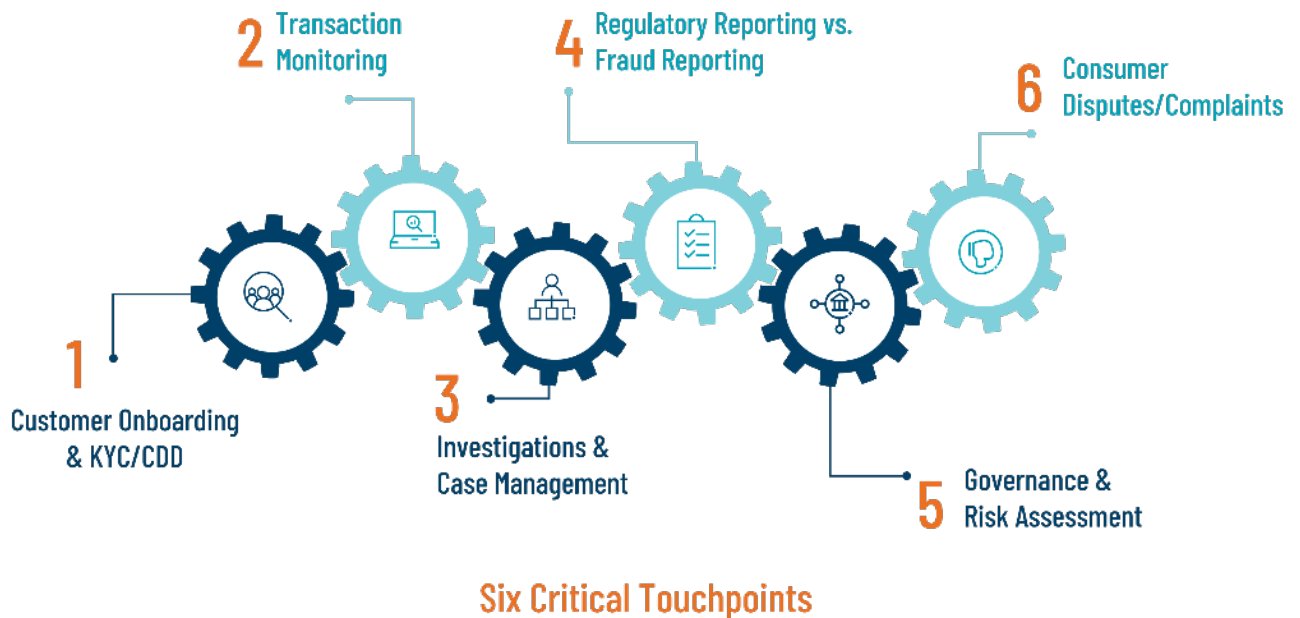 1
Customer Onboarding
& KYC/CDD
2
Transaction
Monitoring
3
Investigations &
Case Management
4
Regulatory Reporting vs.
Fraud Reporting
5
Governance &
Risk Assessment
6
Consumer
Disputes/Complaints
Six Critical Touchpoints